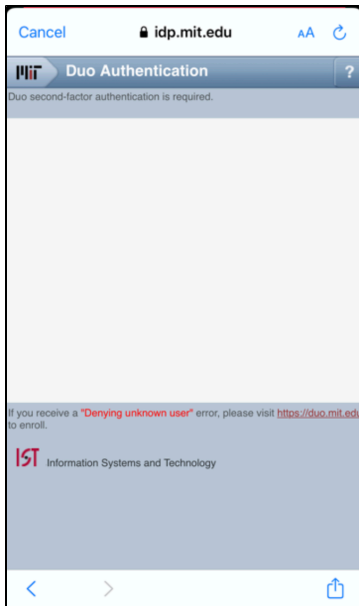 Cancel idp.mit.edu AA
MIT Duo Authentication ?
Duo second-factor authentication is required.
If you receive a "Denying unknown user" error, please visit https://duo.mit.edu
to enroll.
IST Information Systems and Technology